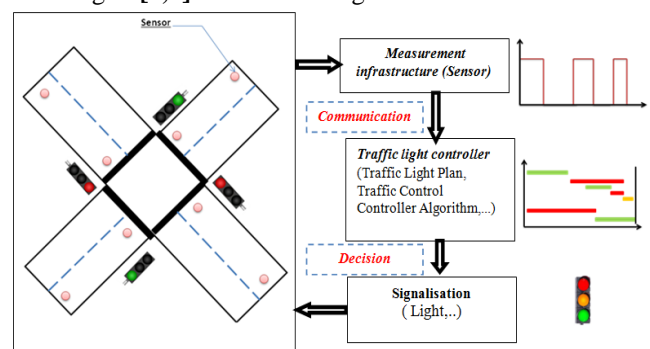 Sensor
Measurement
infrastructure (Sensor)
Communication
Traffic light controller
(Traffic Light Plan,
Traffic Control
Controller Algorithm,...)
Decision
Signalisation
( Light,..)